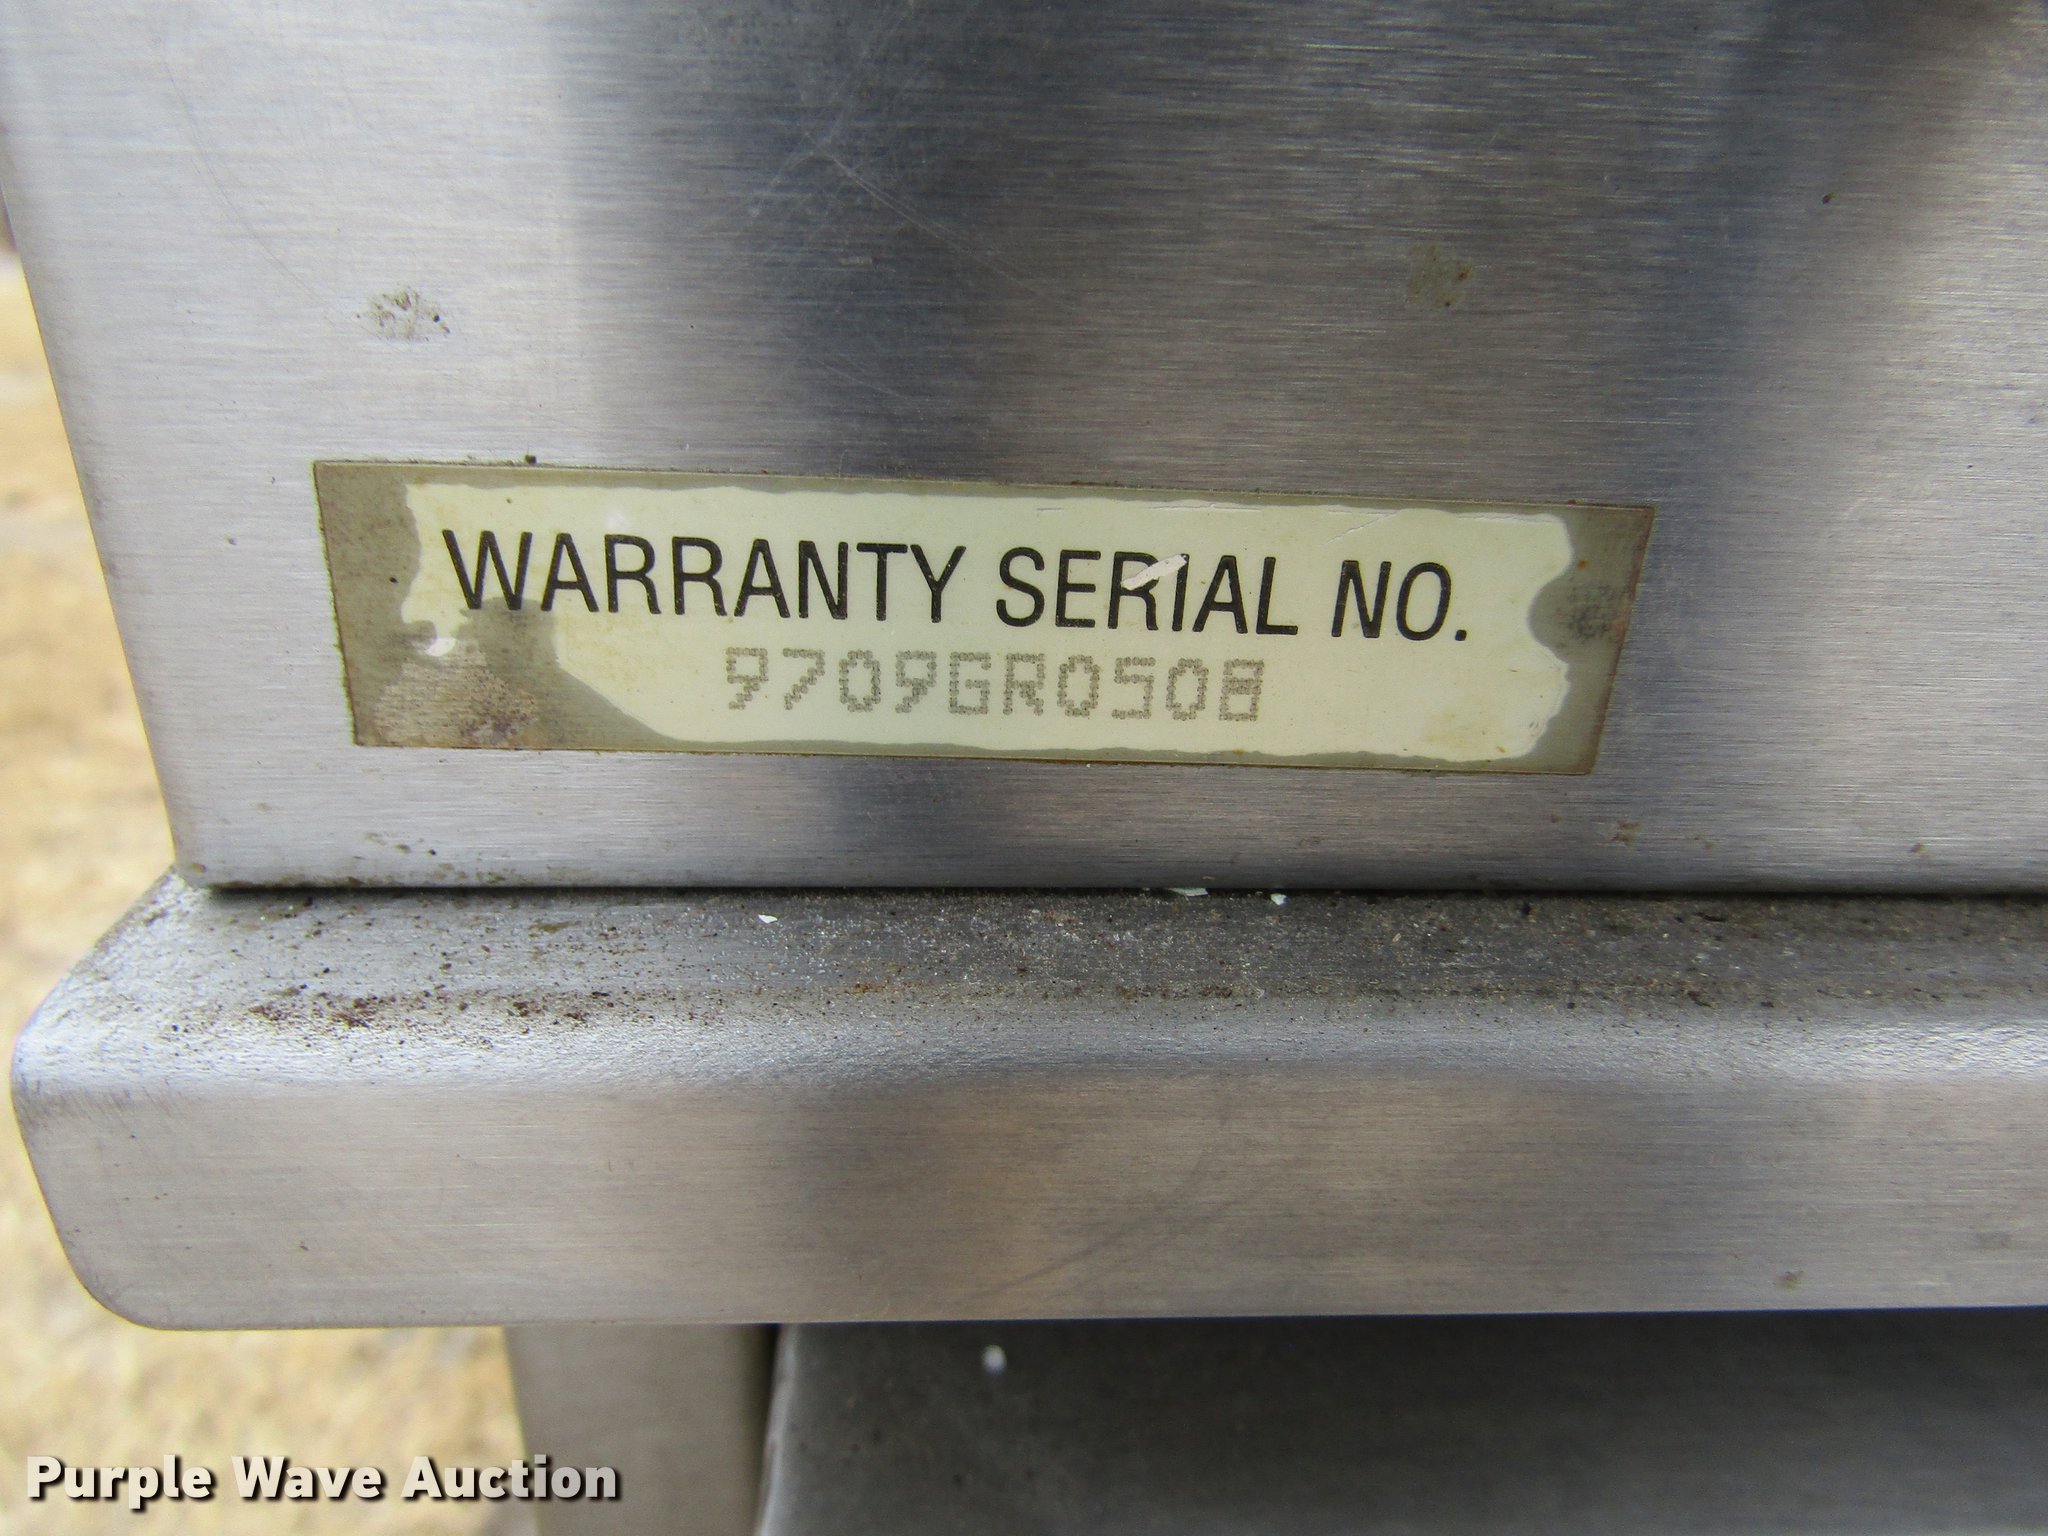 WARRANTY SERIAL NO.
9709GR0508
Purple Wave Auction